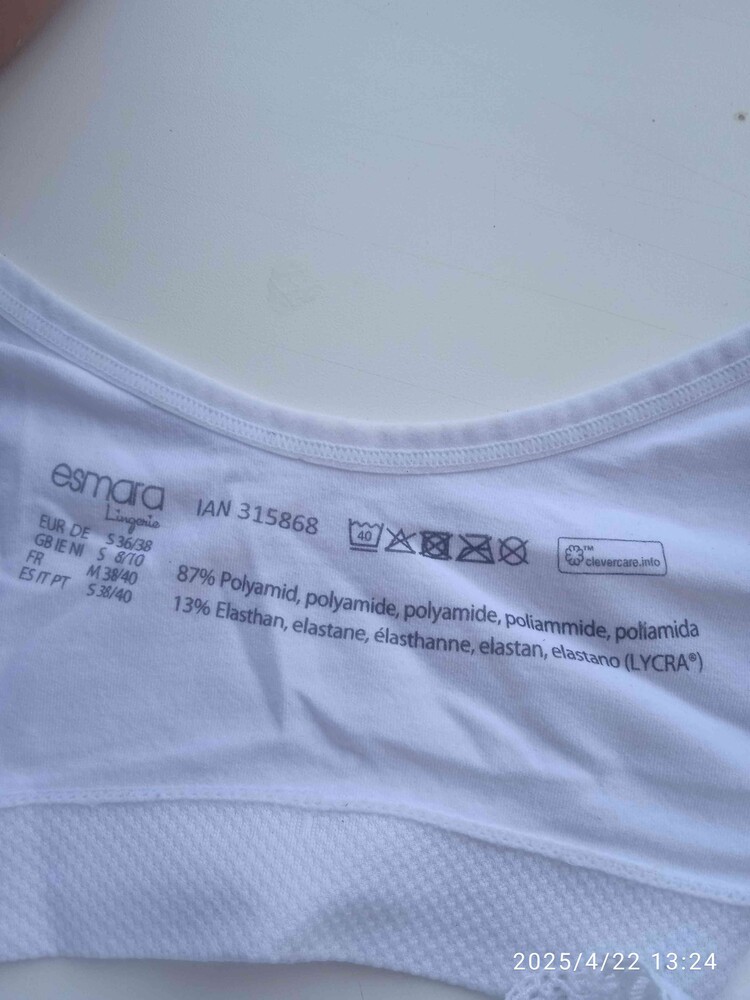 esmara
Lingerie
EUR DE S 36/38
GB IE NI S 8/10
FR M 38/40
ES IT PT S 38/40
IAN 315868
40
™
clevercare.info
87% Polyamid, polyamide, polyamide, poliammide, poliamida
13% Elasthan, elastane, élasthanne, elastan, elastano (LYCRA®)
2025/4/22 13:24